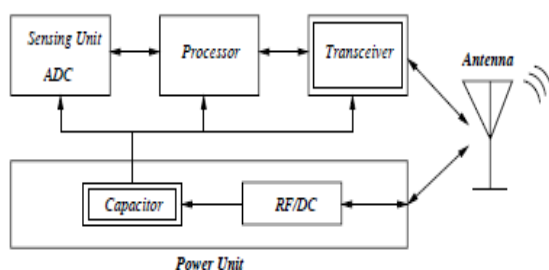 Sensing Unit
ADC
Processor
Transceiver
Antenna
Capacitor
RF/DC
Power Unit